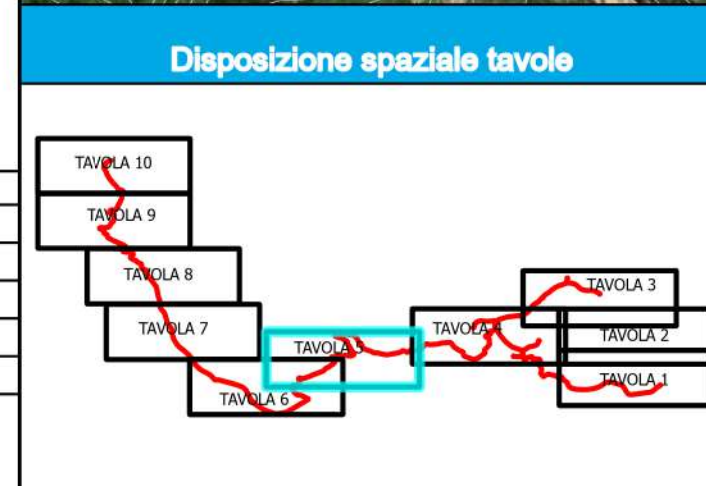 Disposizione spaziale tavole
TAVOLA 10
TAVOLA 9
TAVOLA 8
TAVOLA 3
TAVOLA 7
TAVOLA 4
TAVOLA 2
TAVOLA 5
TAVOLA 1
TAVOLA 6